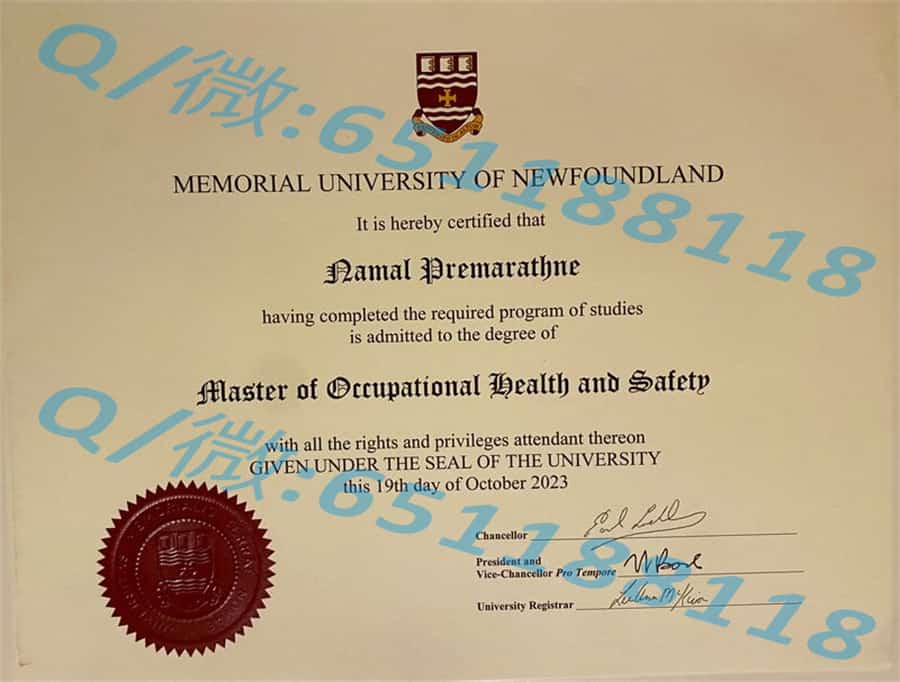 Q/微:651188118
MEMORIAL UNIVERSITY OF NEWFOUNDLAND
It is hereby certified that
Namal Premarathne
having completed the required program of studies
is admitted to the degree of
Master of Occupational Health and Safety
Q/微:651188118
with all the rights and privileges attendant thereon
GIVEN UNDER THE SEAL OF THE UNIVERSITY
this 19th day of October 2023
Chancellor
President and
Vice-Chancellor Pro Tempore
University Registrar